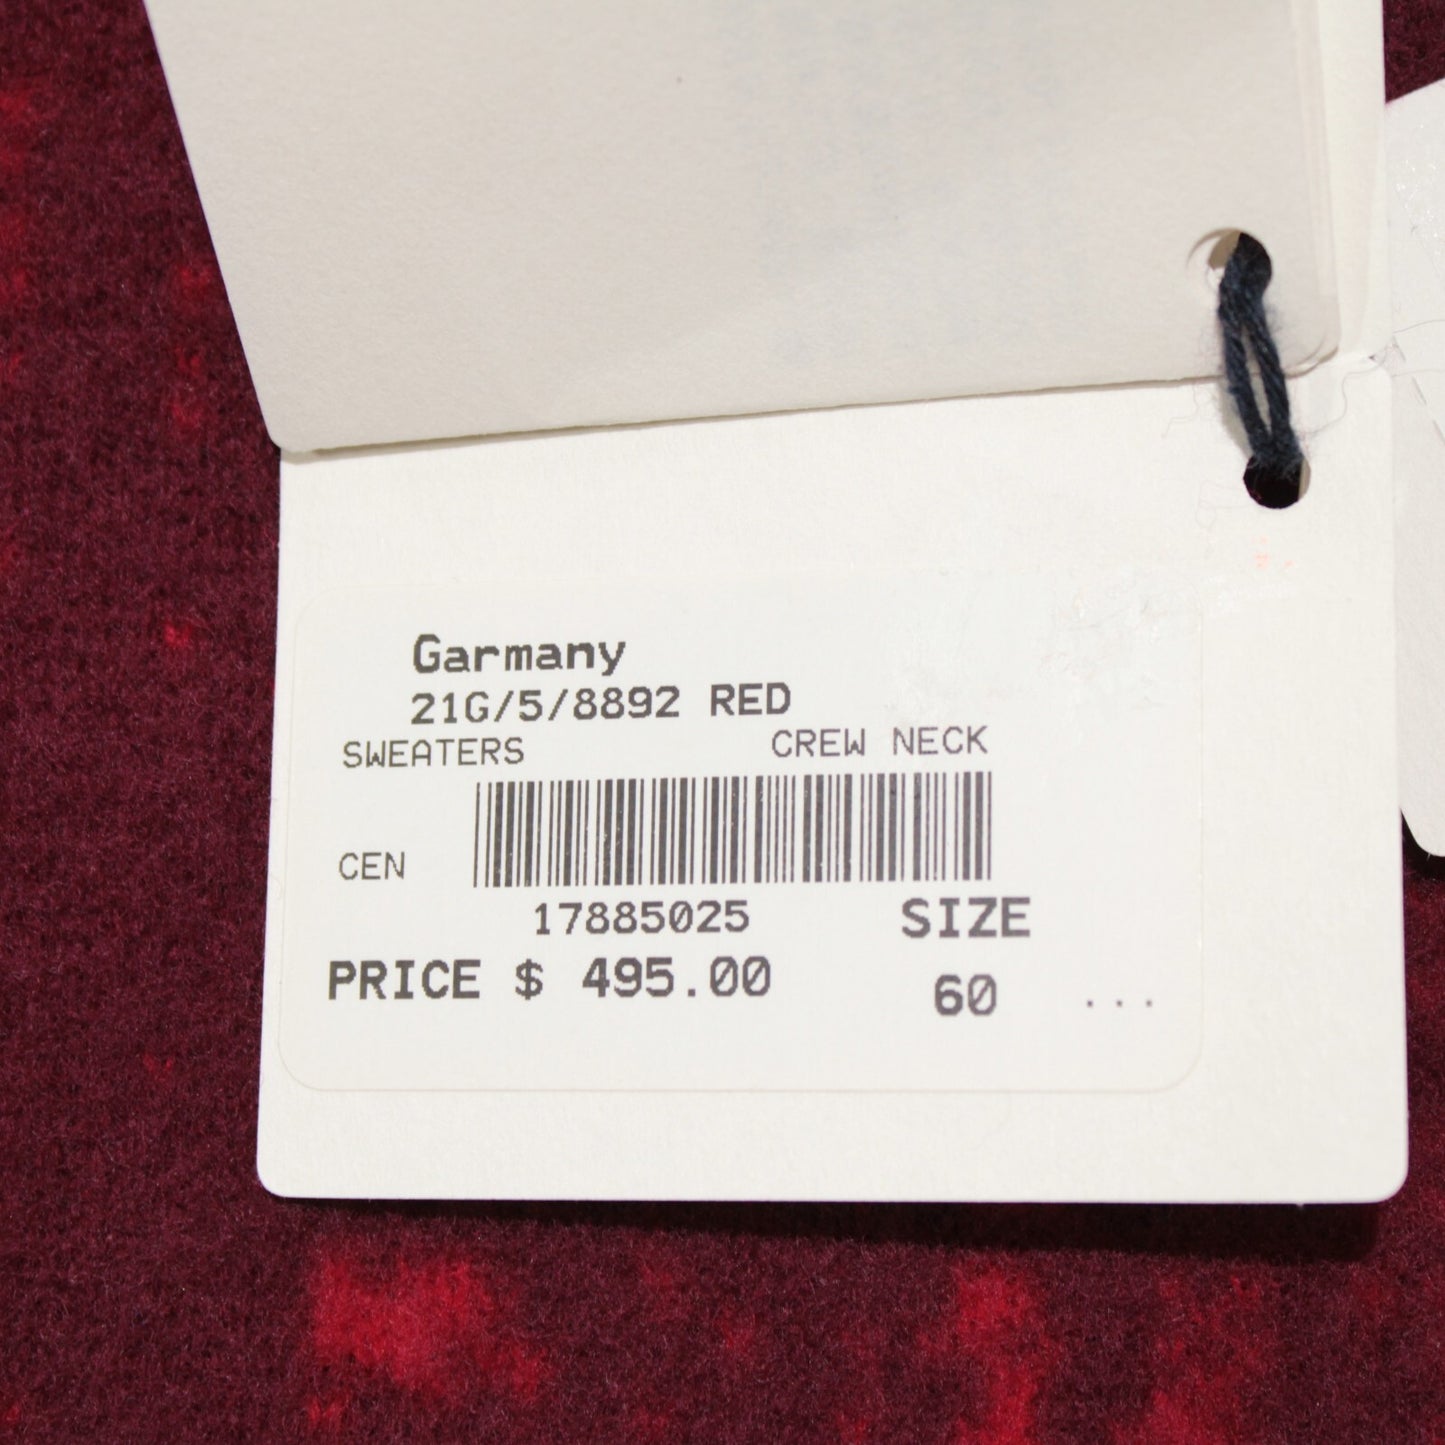 Garmany
21G/5/8892 RED
SWEATERS CREW NECK
CEN
17885025 SIZE
PRICE $ 495.00 60 ...